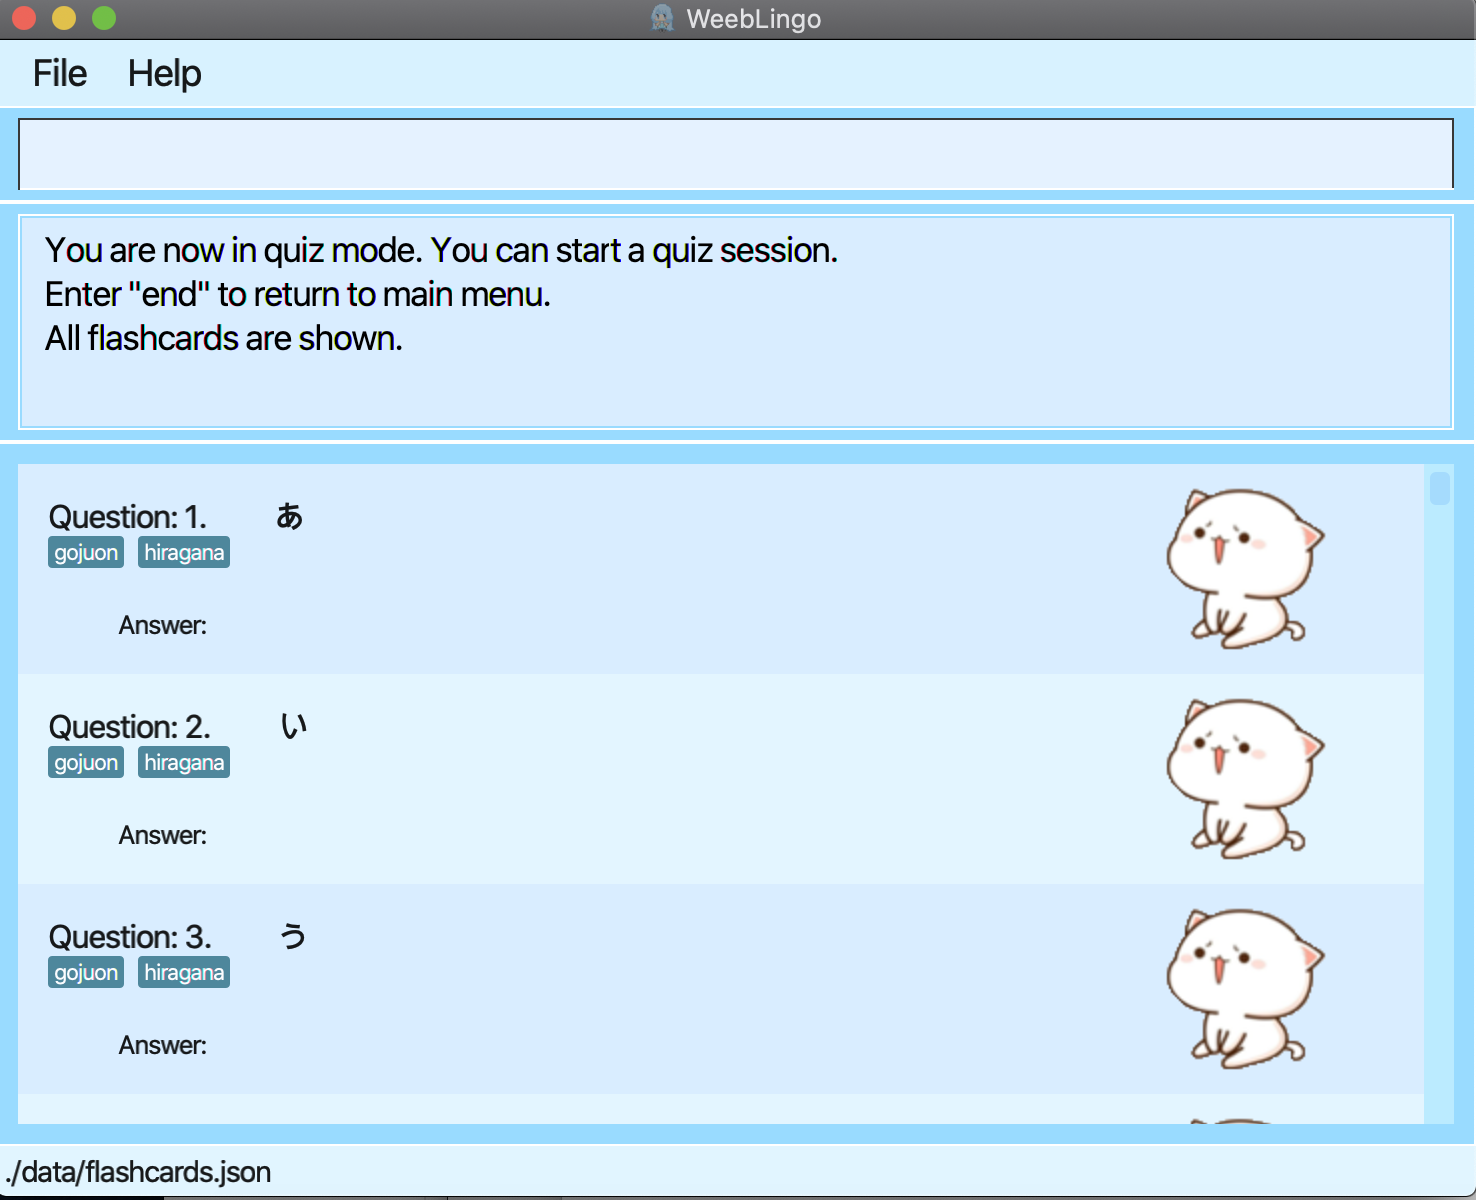 WeebLingo
File Help
You are now in quiz mode. You can start a quiz session.
Enter "end" to return to main menu.
All flashcards are shown.
Question: 1. あ
gojuon hiragana
Answer:
Question: 2. い
gojuon hiragana
Answer:
Question: 3. う
gojuon hiragana
Answer:
./data/flashcards.json